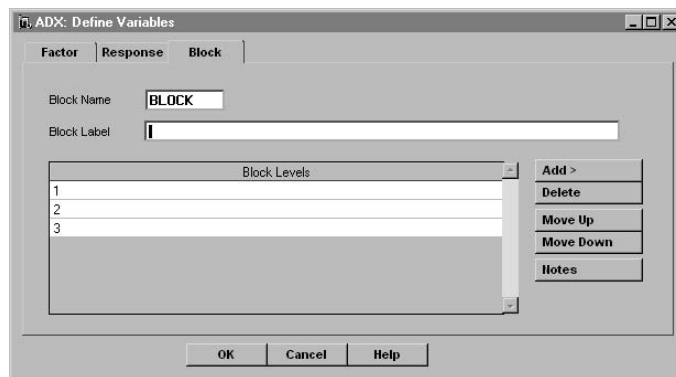 ADX: Define Variables
Factor Response Block
Block Name BLOCK
Block Label
Block Levels
1
2
3
Add >
Delete
Move Up
Move Down
Notes
OK Cancel Help